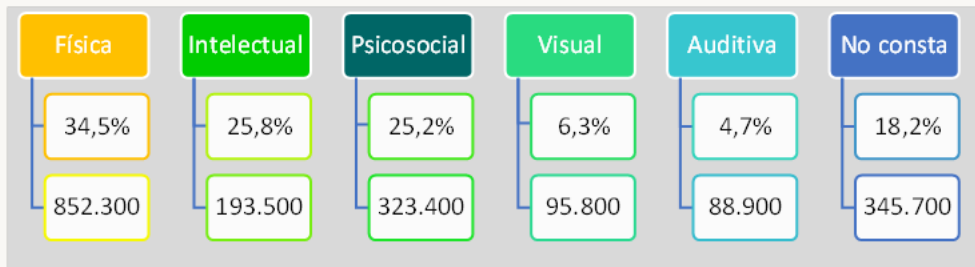 Física
34,5%
852.300
Intelectual
25,8%
193.500
Psicosocial
25,2%
323.400
Visual
6,3%
95.800
Auditiva
4,7%
88.900
No consta
18,2%
345.700